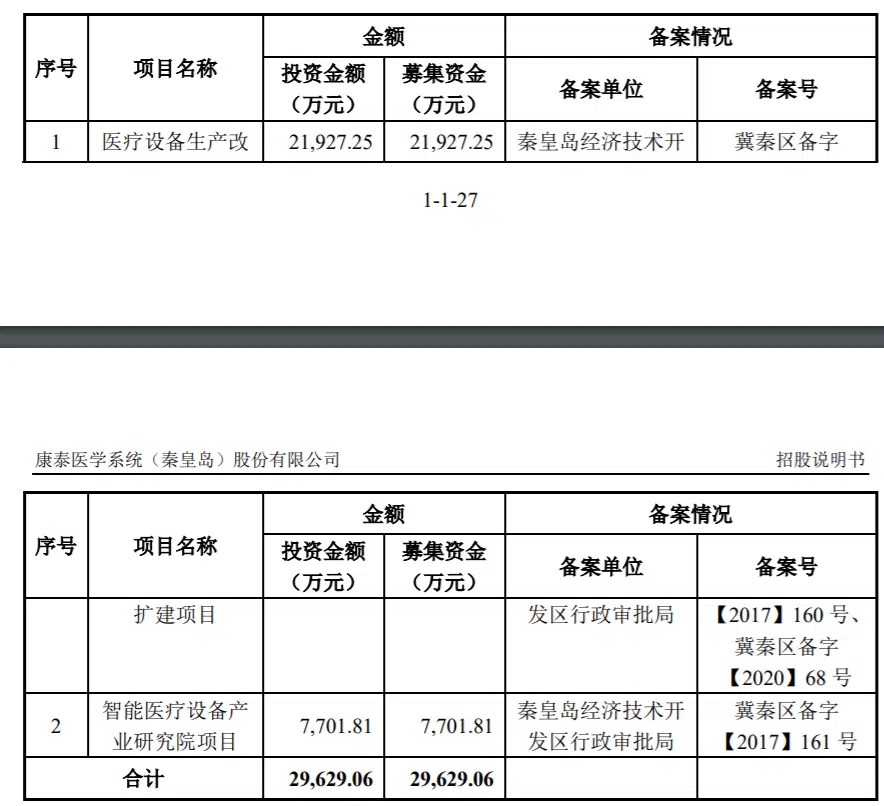 序号 项目名称 金额 备案情况
投资金额（万元） 募集资金（万元） 备案单位 备案号
1 医疗设备生产改 21,927.25 21,927.25 秦皇岛经济技术开 冀秦区备字
1-1-27
康泰医学系统（秦皇岛）股份有限公司 招股说明书
序号 项目名称 金额 备案情况
投资金额（万元） 募集资金（万元） 备案单位 备案号
扩建项目 发区行政审批局 【2017】160 号、
冀秦区备字
【2020】68 号
2 智能医疗设备产业研究院项目 7,701.81 7,701.81 秦皇岛经济技术开发区行政审批局 冀秦区备字【2017】161 号
合计 29,629.06 29,629.06